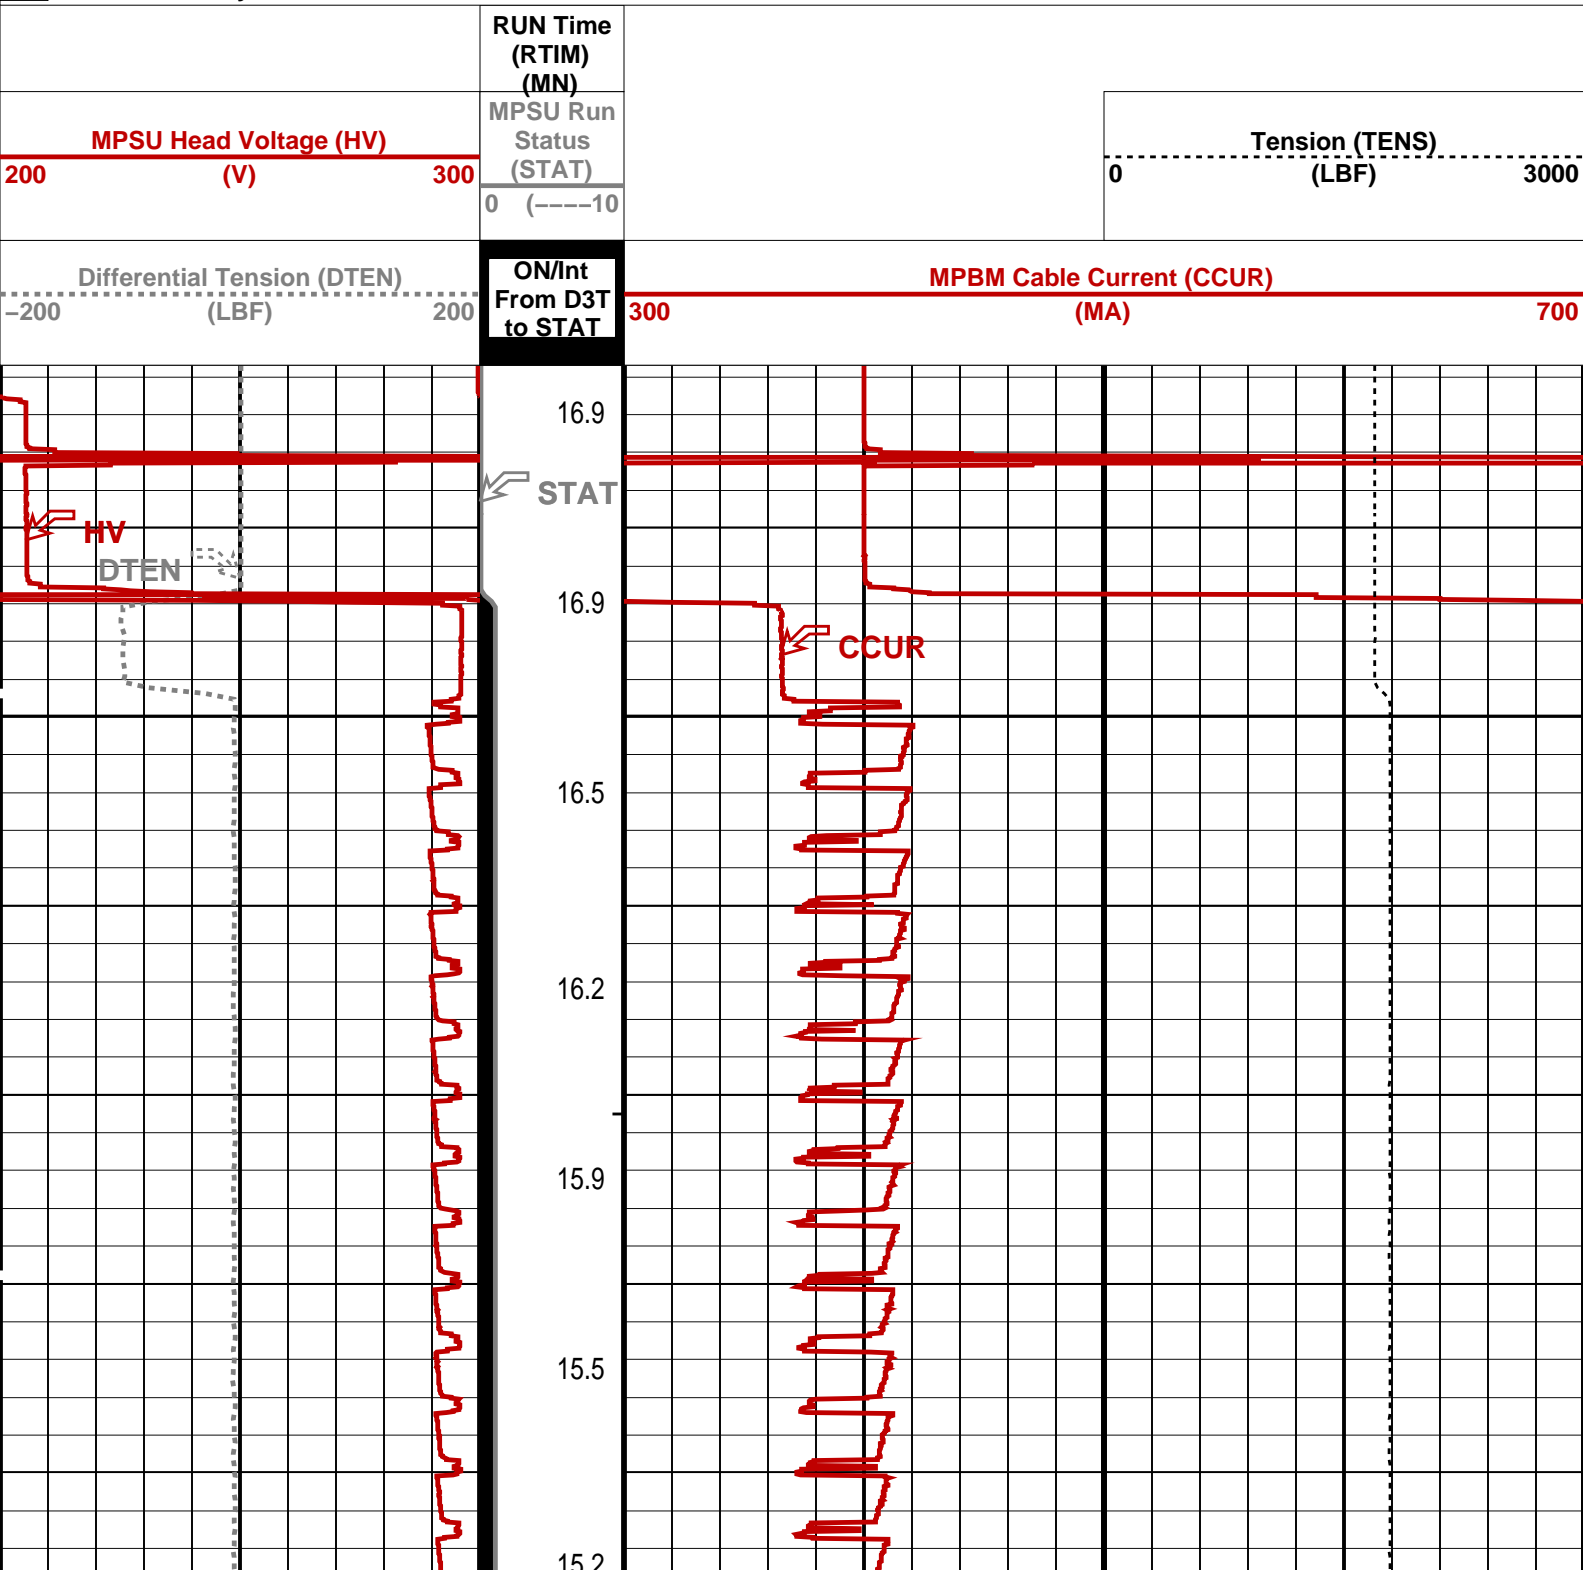 RUN Time
(RTIM)
(MN)
MPSU Run
Status
(STAT)
0 (----10
MPSU Head Voltage (HV)
200 (V) 300
Tension (TENS)
0 (LBF) 3000
Differential Tension (DTEN)
-200 (LBF) 200
ON/Int
From D3T
to STAT
MPBM Cable Current (CCUR)
300 (MA) 700
16.9
STAT
HV
DTEN
16.9
CCUR
16.5
16.2
15.9
15.5
15.2